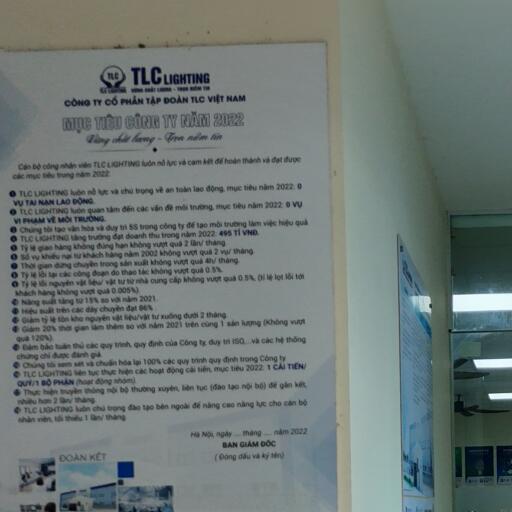 TLC LIGHTING
TLC LIGHTING
VỮNG CHẤT LƯỢNG - TRỌN NIỀM TIN
CÔNG TY CỔ PHẦN TẬP ĐOÀN TLC VIỆT NAM
MỤC TIÊU CÔNG TY NĂM 2022
Vững chất lượng - Trọn niềm tin
Cán bộ công nhân viên TLC LIGHTING luôn nỗ lực và cam kết để hoàn thành và đạt được
các mục tiêu trong năm 2022:
TLC LIGHTING luôn nỗ lực và chú trọng về an toàn lao động, mục tiêu năm 2022: 0
VỤ TAI NẠN LAO ĐỘNG.
TLC LIGHTING luôn quan tâm đến các vấn đề môi trường, mục tiêu năm 2022: 0 VỤ
VI PHẠM VỀ MÔI TRƯỜNG.
Chúng tôi tạo văn hóa và duy trì 5S trong công ty để tạo môi trường làm việc hiệu quả
TLC LIGHTING tăng trưởng đạt doanh thu trong năm 2022: 495 TỈ VNĐ.
Tỷ lệ giao hàng không đúng hạn không vượt quá 2 lần/ tháng.
Số vụ khiếu nại từ khách hàng năm 2002 không vượt quá 2 vụ/ tháng.
Thời gian dừng chuyền trong sản xuất không vượt quá 4h/ tháng.
Tỷ lệ lỗi tại các công đoạn do thao tác không vượt quá 0.5%.
Tỷ lệ lỗi nguyên vật liệu/ vật tư từ nhà cung cấp không vượt quá 0.5%, (tỉ lệ lọt lỗi tới
khách hàng không vượt quá 0.005%).
Năng suất tăng từ 15% so với năm 2021.
Hiệu suất trên các dây chuyền đạt 86%
Giảm tỷ lệ tồn kho nguyên vật liệu/vật tư xuống dưới 2 tháng.
Giảm 20% thời gian làm thêm so với năm 2021 trên cùng 1 sản lượng (Không vượt
quá 120%).
Đảm bảo tuân thủ các quy trình, quy định của Công ty, duy trì ISO,...và các hệ thống
chứng chỉ được đánh giá.
Chúng tôi xem sét và chuẩn hóa lại 100% các quy trình quy định trong Công ty
TLC LIGHTING liên tục thực hiện các hoạt động cải tiến, mục tiêu 2022: 1 CẢI TIẾN/
QUÝ/1 BỘ PHẬN (hoạt động nhóm).
Thực hiện truyền thông nội bộ thường xuyên, liên tục (đào tạo nội bộ) để gắn kết,
nhiều hơn 2 lần/ tháng.
TLC LIGHTING luôn chú trọng đào tạo bên ngoài để nâng cao năng lực cho cán bộ
nhân viên, tối thiểu 1 lần/ tháng.
Hà Nội, ngày .... tháng .... năm 2022
BAN GIÁM ĐỐC
( Đóng dấu và ký tên)
ĐOÀN KẾT